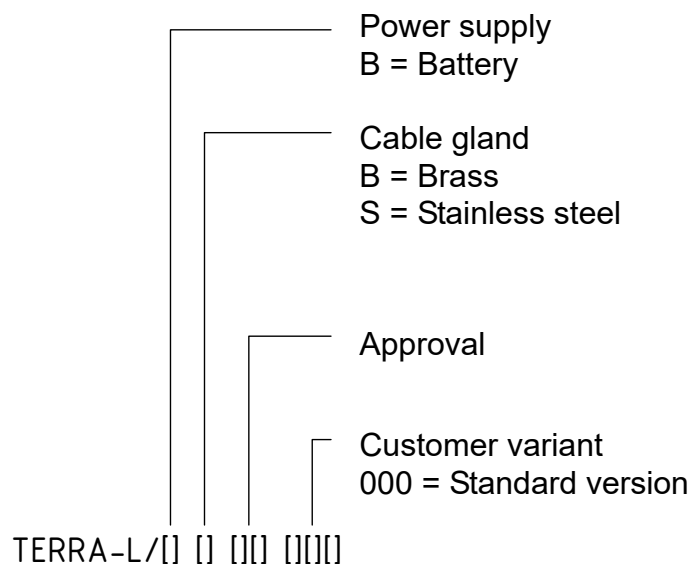 Power supply
B = Battery
Cable gland
B = Brass
S = Stainless steel
Approval
Customer variant
000 = Standard version
TERRA-L/[] [] [][] [][][]